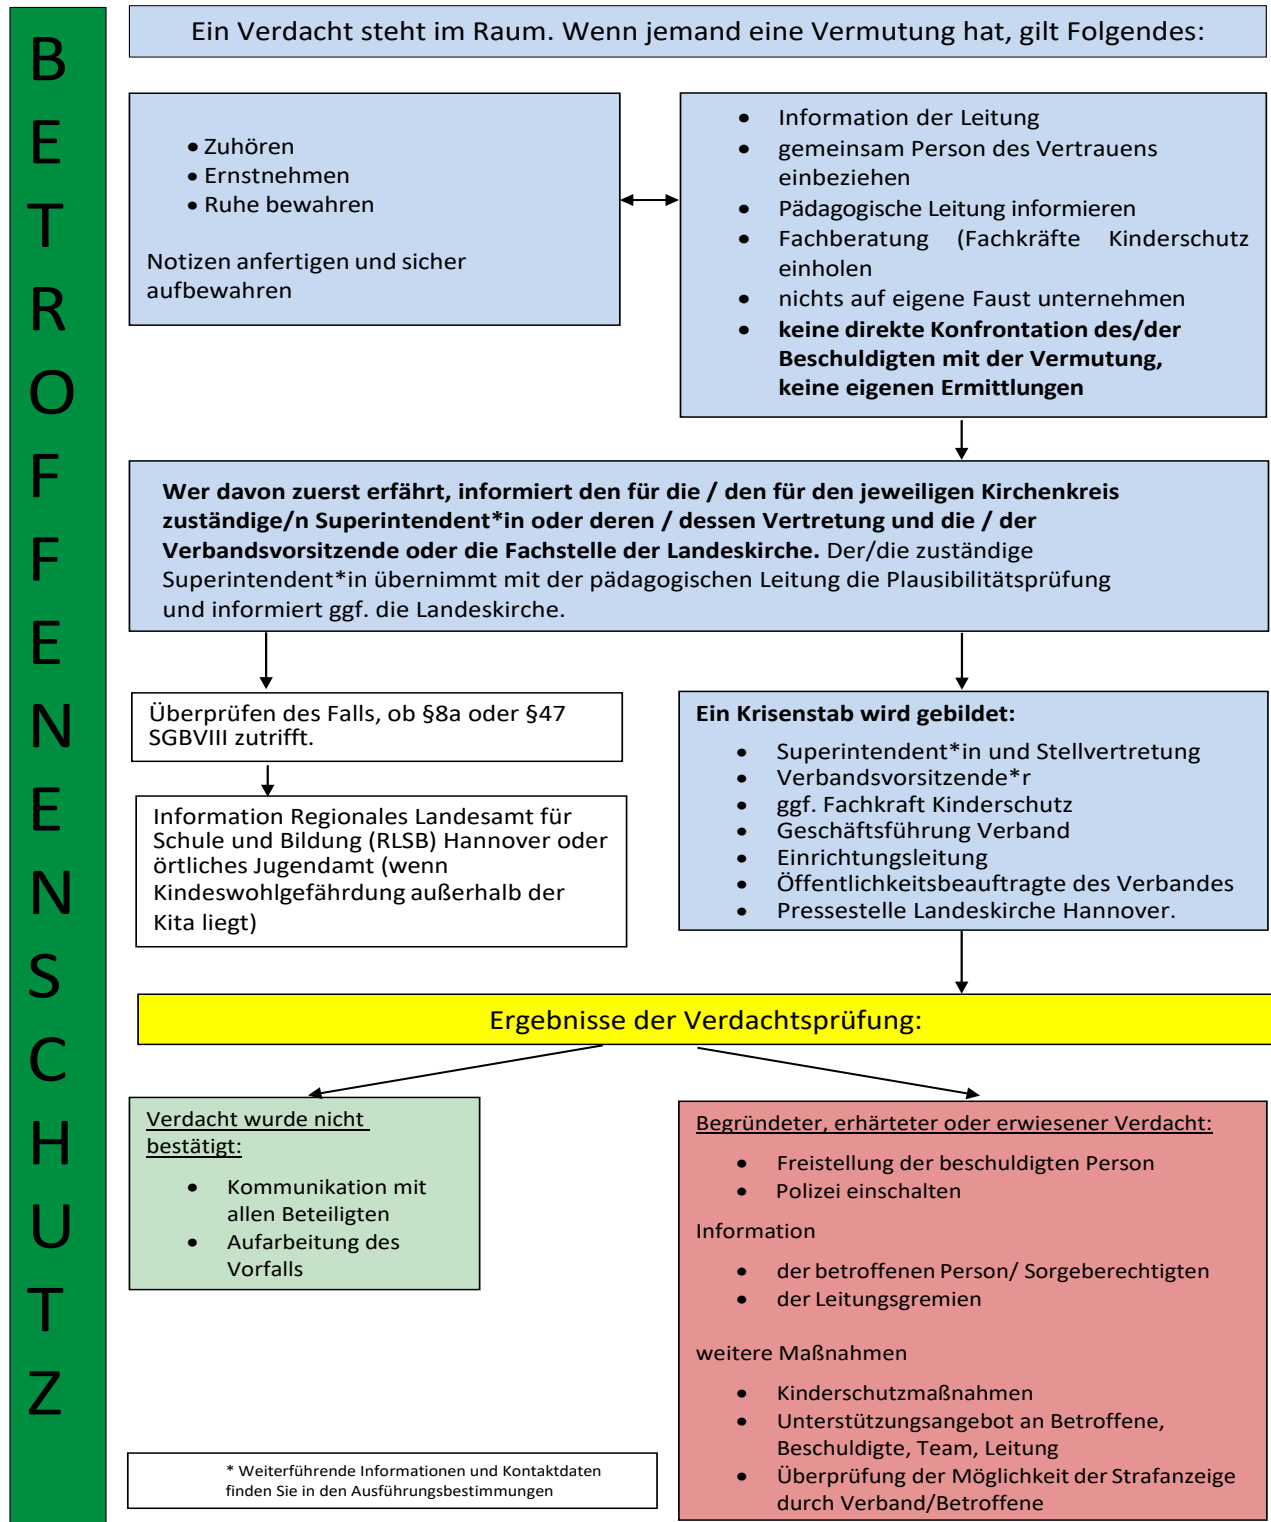 B
E
T
R
O
F
F
E
N
E
N
S
C
H
U
T
Z
Ein Verdacht steht im Raum. Wenn jemand eine Vermutung hat, gilt Folgendes:
• Zuhören
• Ernstnehmen
• Ruhe bewahren
Notizen anfertigen und sicher
aufbewahren
• Information der Leitung
• gemeinsam Person des Vertrauens
einbeziehen
• Pädagogische Leitung informieren
• Fachberatung (Fachkräfte Kinderschutz
einholen
• nichts auf eigene Faust unternehmen
• keine direkte Konfrontation des/der
Beschuldigten mit der Vermutung,
keine eigenen Ermittlungen
Wer davon zuerst erfährt, informiert den für die / den für den jeweiligen Kirchenkreis
zuständige/n Superintendent*in oder deren / dessen Vertretung und die / der
Verbandsvorsitzende oder die Fachstelle der Landeskirche. Der/die zuständige
Superintendent*in übernimmt mit der pädagogischen Leitung die Plausibilitätsprüfung
und informiert ggf. die Landeskirche.
Überprüfen des Falls, ob §8a oder §47
SGBVIII zutrifft.
Information Regionales Landesamt für
Schule und Bildung (RLSB) Hannover oder
örtliches Jugendamt (wenn
Kindeswohlgefährdung außerhalb der
Kita liegt)
Ein Krisenstab wird gebildet:
• Superintendent*in und Stellvertretung
• Verbandsvorsitzende*r
• ggf. Fachkraft Kinderschutz
• Geschäftsführung Verband
• Einrichtungsleitung
• Öffentlichkeitsbeauftragte des Verbandes
• Pressestelle Landeskirche Hannover.
Ergebnisse der Verdachtsprüfung:
Verdacht wurde nicht
bestätigt:
• Kommunikation mit
allen Beteiligten
• Aufarbeitung des
Vorfalls
Begründeter, erhärteter oder erwiesener Verdacht:
• Freistellung der beschuldigten Person
• Polizei einschalten
Information
• der betroffenen Person/ Sorgeberechtigten
• der Leitungsgremien
weitere Maßnahmen
• Kinderschutzmaßnahmen
• Unterstützungsangebot an Betroffene,
Beschuldigte, Team, Leitung
• Überprüfung der Möglichkeit der Strafanzeige
durch Verband/Betroffene
* Weiterführende Informationen und Kontaktdaten
finden Sie in den Ausführungsbestimmungen